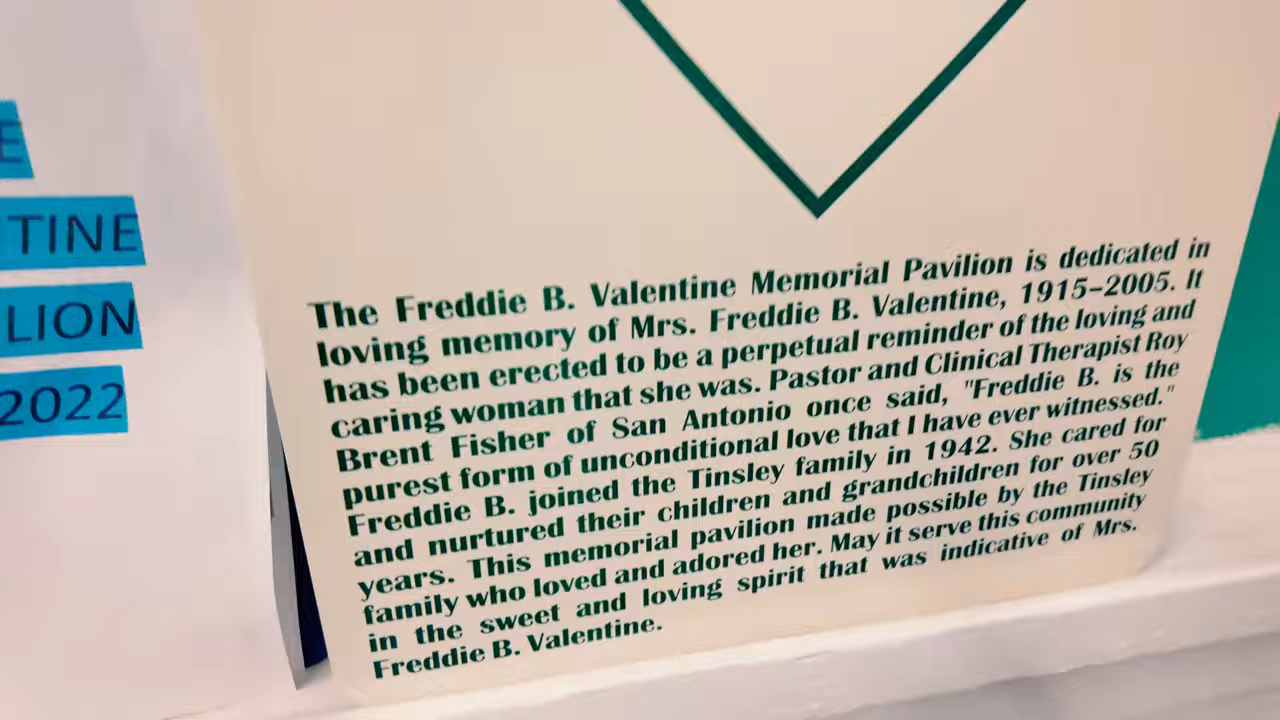 E
TINE
LION
2022
The Freddie B. Valentine Memorial Pavilion is dedicated in
loving memory of Mrs. Freddie B. Valentine, 1915–2005. It
has been erected to be a perpetual reminder of the loving and
caring woman that she was. Pastor and Clinical Therapist Roy
Brent Fisher of San Antonio once said, "Freddie B. is the
purest form of unconditional love that I have ever witnessed."
Freddie B. joined the Tinsley family in 1942. She cared for
and nurtured their children and grandchildren for over 50
years. This memorial pavilion made possible by the Tinsley
family who loved and adored her. May it serve this community
in the sweet and loving spirit that was indicative of Mrs.
Freddie B. Valentine.